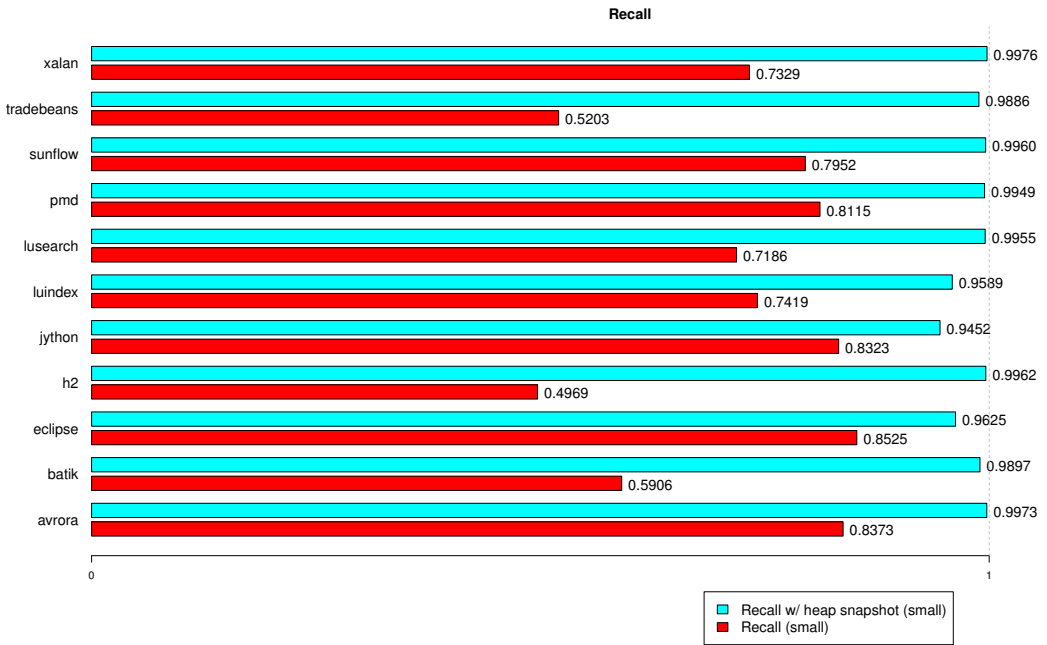 Recall
xalan
0.9976
0.7329
tradebeans
0.9886
0.5203
sunflow
0.9960
0.7952
pmd
0.9949
0.8115
lusearch
0.9955
0.7186
luindex
0.9589
0.7419
jython
0.9452
0.8323
h2
0.9962
0.4969
eclipse
0.9625
0.8525
batik
0.9897
0.5906
avrora
0.9973
0.8373
0 1
Recall w/ heap snapshot (small)
Recall (small)